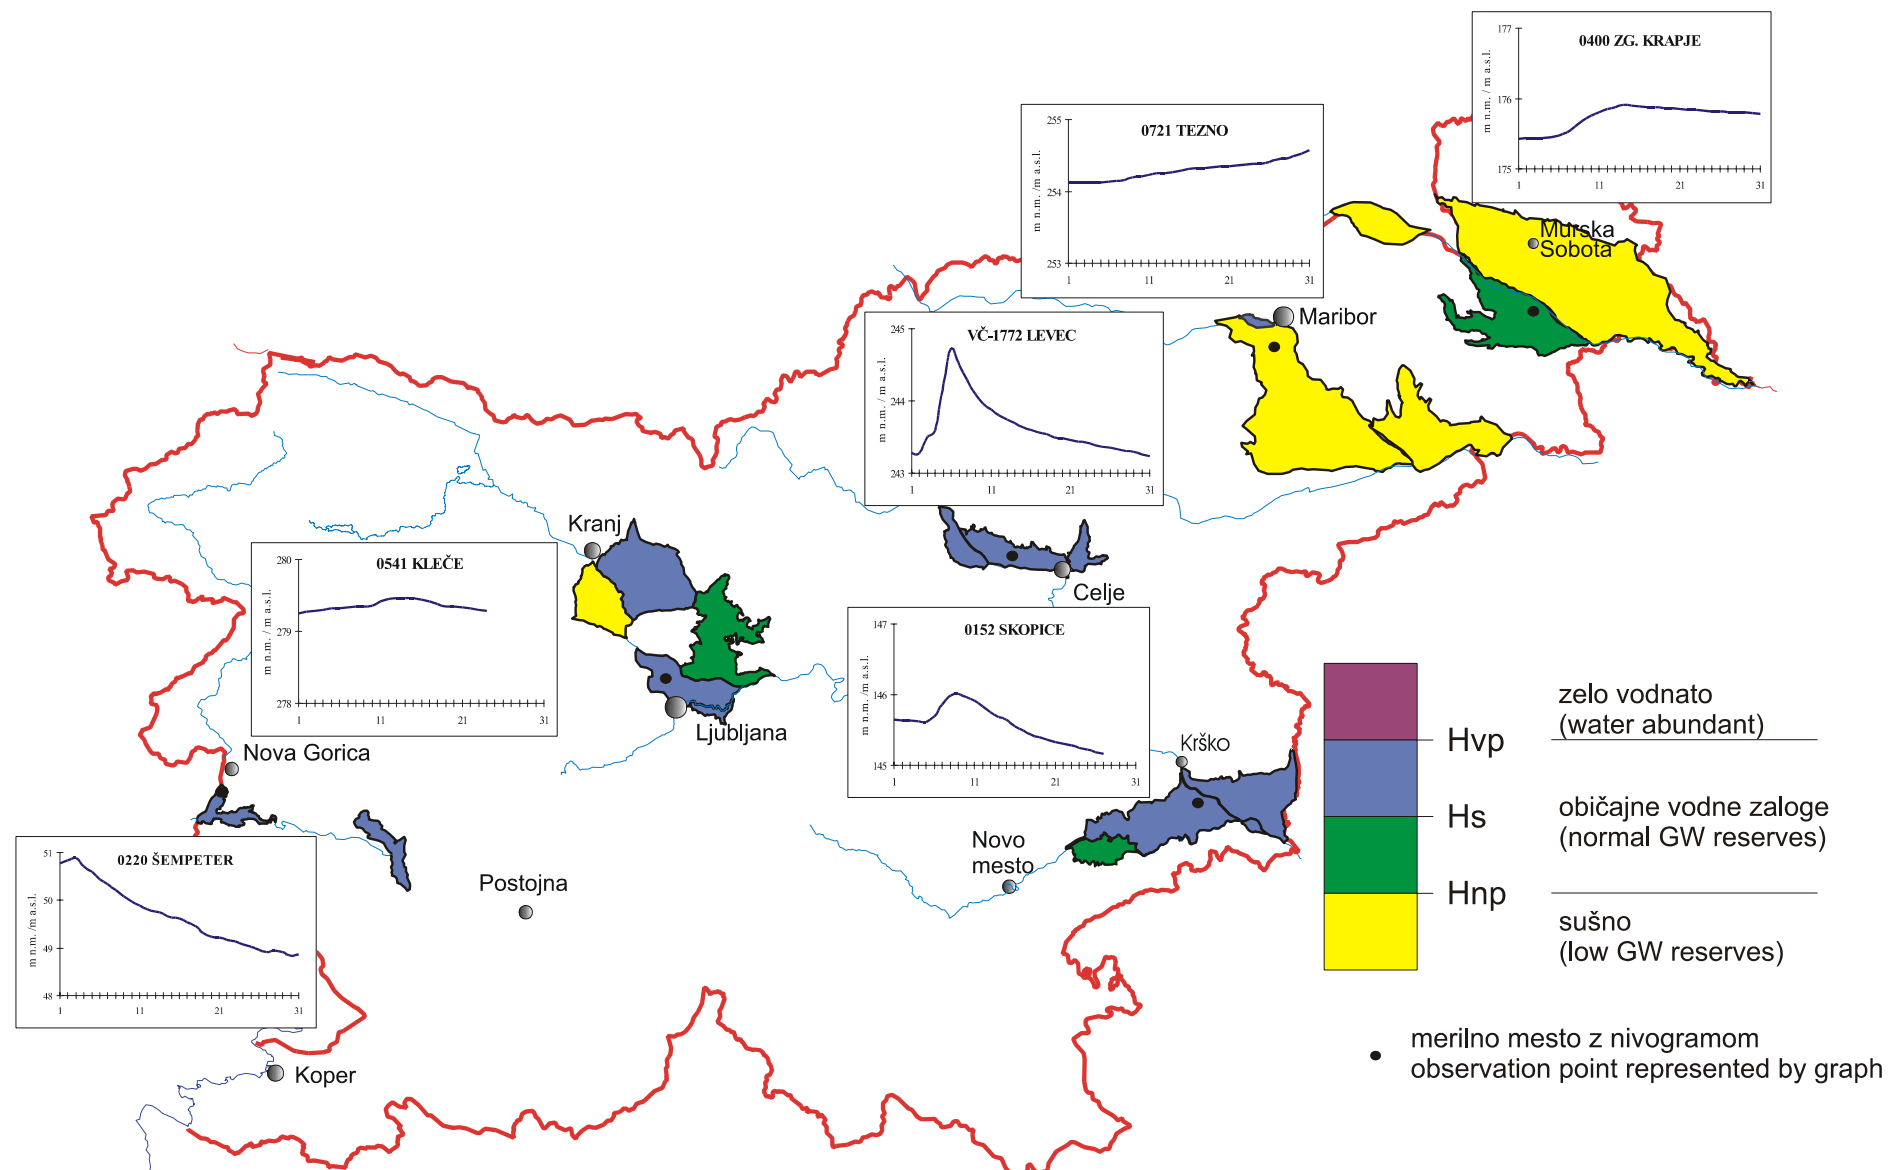 0400 ZG. KRAPJE
m n.m. / m a.s.l.
177
176
175
1
11
21
31
0721 TEZNO
m n.m. /m a.s.l.
255
254
253
1
11
21
31
Murska
Sobota
Maribor
VČ-1772 LEVEC
m n.m. / m a.s.l.
245
244
243
1
11
21
31
Kranj
Celje
0541 KLEČE
m n.m. / m a.s.l.
280
279
278
1
11
21
31
0152 SKOPICE
m n.m./m a.s.l.
147
146
145
1
11
21
31
Ljubljana
Nova Gorica
Krško
Novo
mesto
Postojna
0220 ŠEMPETER
m n.m. /m a.s.l.
51
50
49
48
1
11
21
31
Koper
zelo vodnato
(water abundant)
Hvp
Hs
običajne vodne zaloge
(normal GW reserves)
Hnp
sušno
(low GW reserves)
merilno mesto z nivogramom
observation point represented by graph